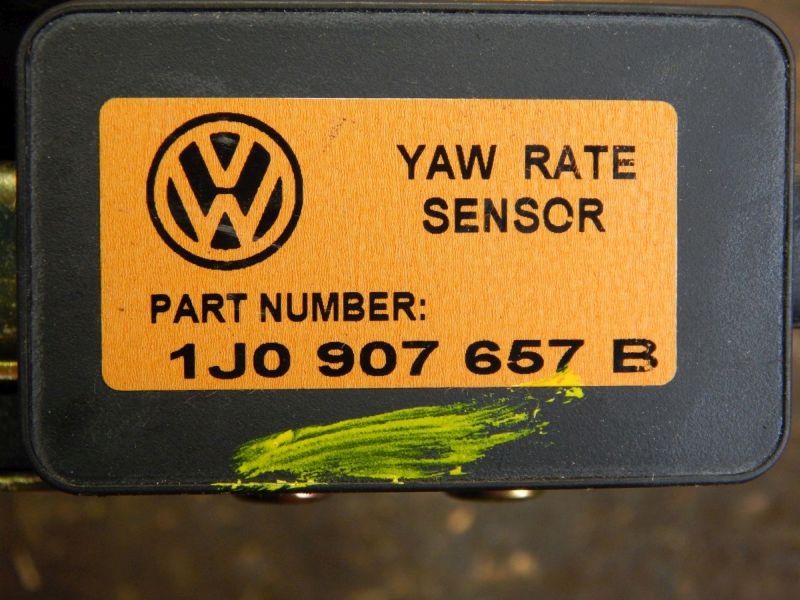 YAW RATE
SENSOR
PART NUMBER:
1J0 907 657 B